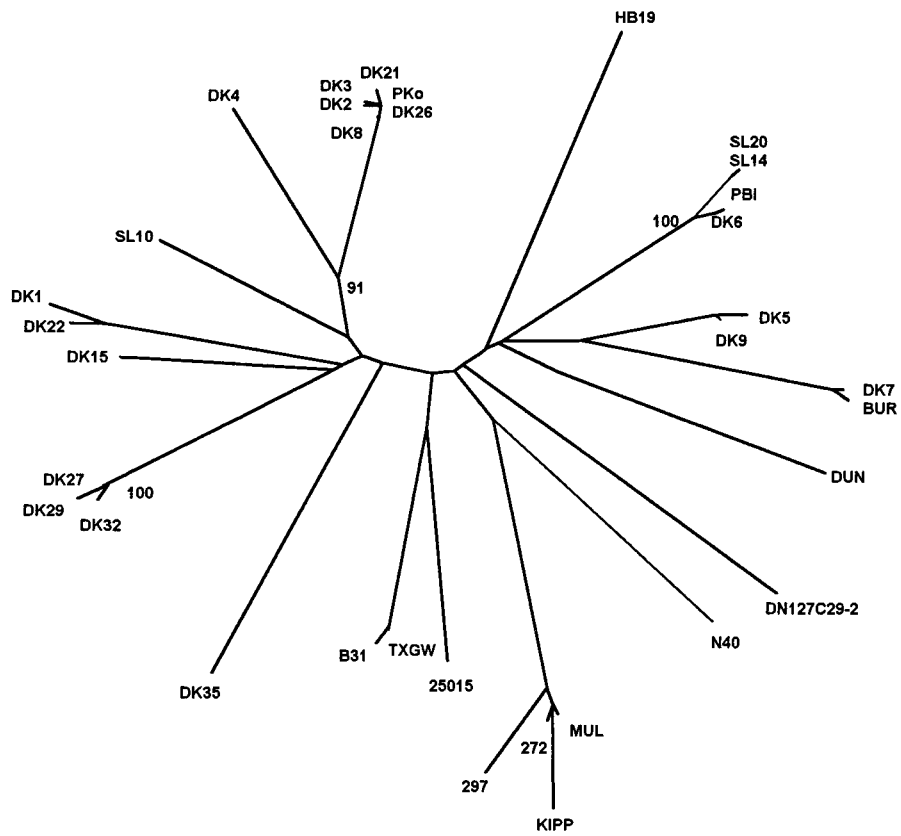 HB19
DK21
DK3
PKo
DK4
DK2
DK26
DK8
SL20
SL14
PBI
100
DK6
SL10
91
DK1
DK22
DK5
DK9
DK15
DK7
BUR
DUN
DK27
100
DK29
DK32
DN127C29-2
N40
B31
TXGW
25015
DK35
MUL
272
297
KIPP